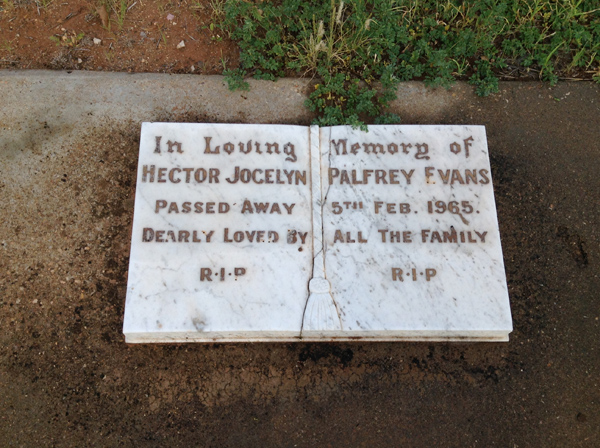 In Loving Memory of
HECTOR JOCELYN PALFREY EVANS
PASSED AWAY 5TH FEB. 1965.
DEARLY LOVED BY ALL THE FAMILY
R·I·P R·I·P